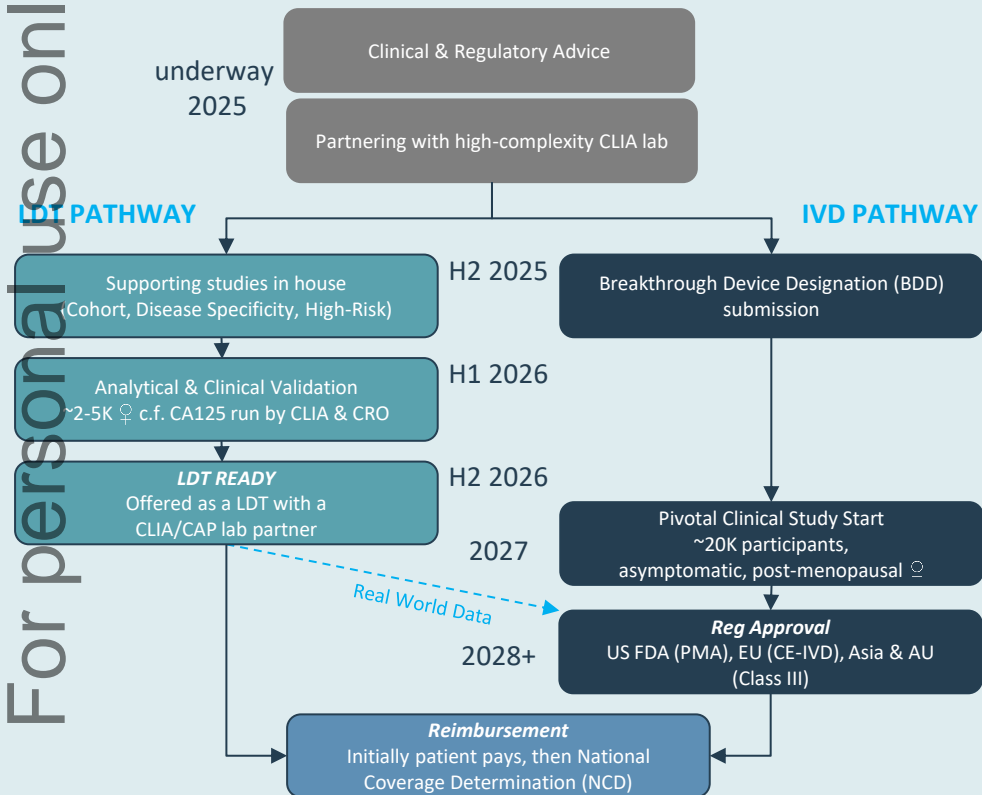 For personal use onl
Clinical & Regulatory Advice
underway
2025
Partnering with high-complexity CLIA lab
LDT PATHWAY
IVD PATHWAY
Supporting studies in house
(Cohort, Disease Specificity, High-Risk)
H2 2025
Breakthrough Device Designation (BDD)
submission
Analytical & Clinical Validation
~2-5K ♀ c.f. CA125 run by CLIA & CRO
H1 2026
LDT READY
Offered as a LDT with a
CLIA/CAP lab partner
H2 2026
Pivotal Clinical Study Start
~20K participants,
asymptomatic, post-menopausal ♀
2027
Real World Data
Reg Approval
US FDA (PMA), EU (CE-IVD), Asia & AU
(Class III)
2028+
Reimbursement
Initially patient pays, then National
Coverage Determination (NCD)